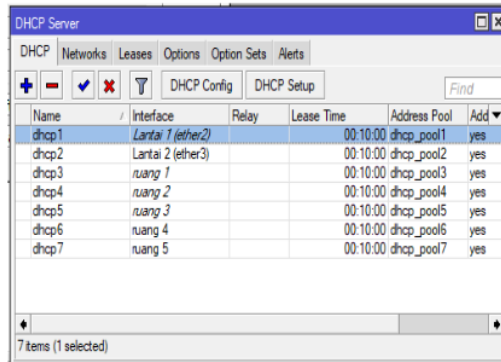 DHCP Server
DHCP Networks Leases Options Option Sets Alerts
DHCP Config DHCP Setup Find
Name / Interface Relay Lease Time Address Pool Add
dhcp1 Lantai 1 (ether2) 00:10:00 dhcp_pool1 yes
dhcp2 Lantai 2 (ether3) 00:10:00 dhcp_pool2 yes
dhcp3 ruang 1 00:10:00 dhcp_pool3 yes
dhcp4 ruang 2 00:10:00 dhcp_pool4 yes
dhcp5 ruang 3 00:10:00 dhcp_pool5 yes
dhcp6 ruang 4 00:10:00 dhcp_pool6 yes
dhcp7 ruang 5 00:10:00 dhcp_pool7 yes
7 items (1 selected)